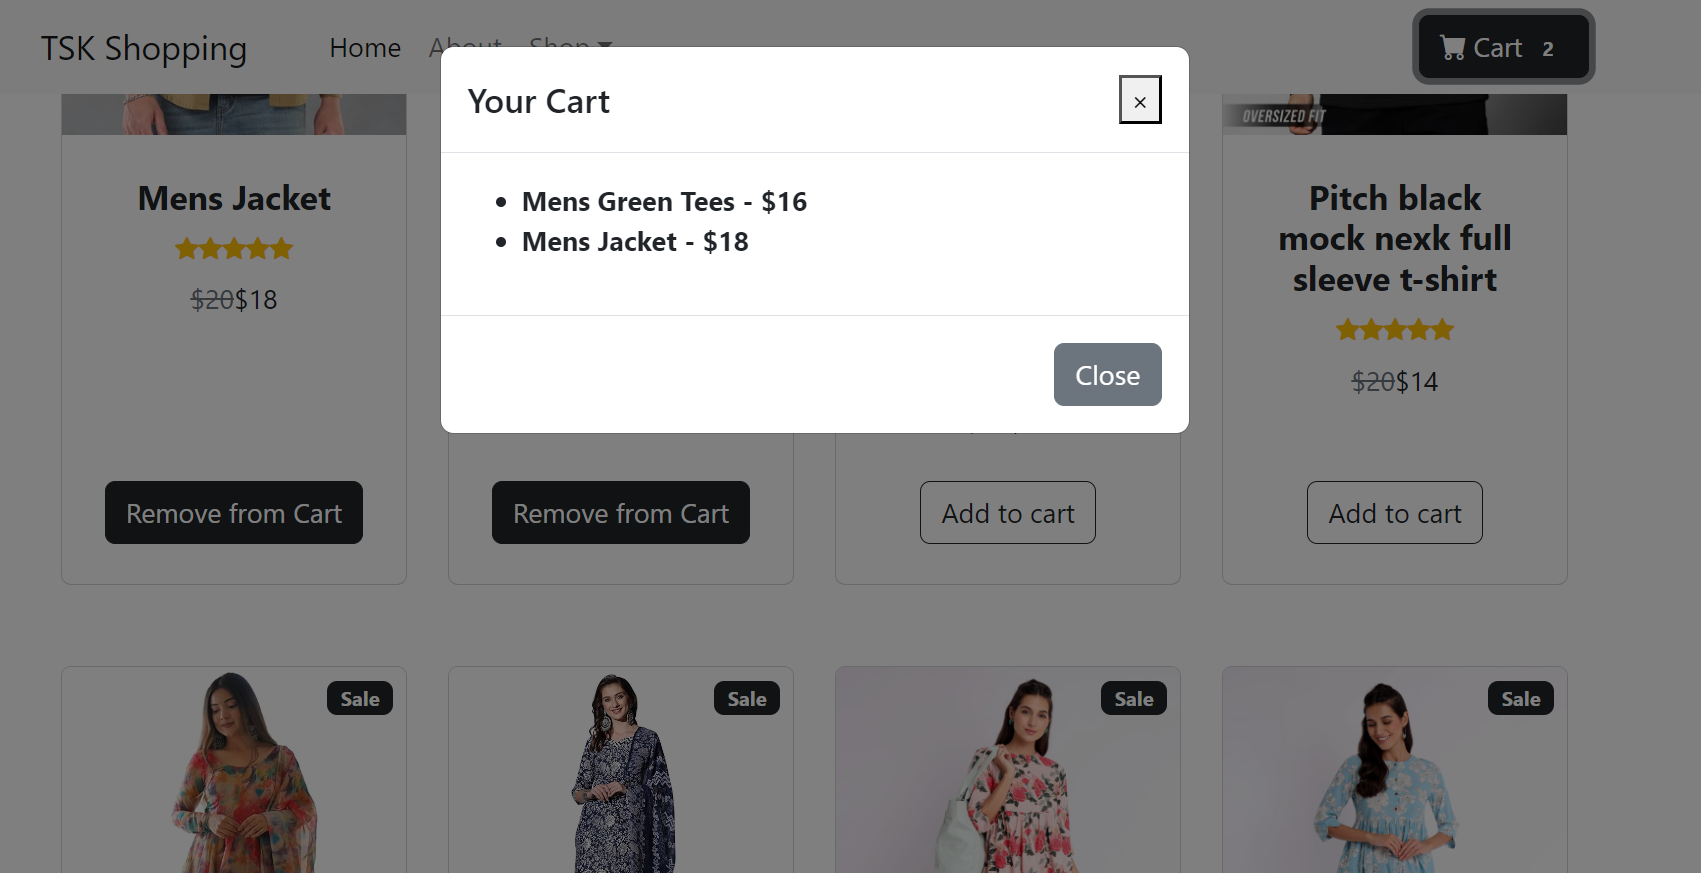 TSK Shopping
Home
About
Shop
Cart 2
Your Cart
×
Mens Green Tees - $16
Mens Jacket - $18
Close
OVERSIZED FIT
Mens Jacket
$20$18
Remove from Cart
Remove from Cart
Add to cart
Pitch black
mock nexk full
sleeve t-shirt
$20$14
Add to cart
Sale
Sale
Sale
Sale